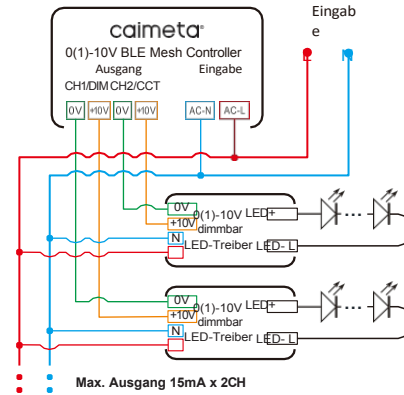 Eingab
e
L N
caimeta
0(1)-10V BLE Mesh Controller
Ausgang Eingabe
CH1/DIM CH2/CCT
0V +10V 0V +10V AC-N AC-L
0V
0(1)-10V LED+
+10V
dimmbar
N
LED-Treiber LED- L
0V
0(1)-10V LED+
+10V
dimmbar
N
LED-Treiber LED- L
Max. Ausgang 15mA x 2CH